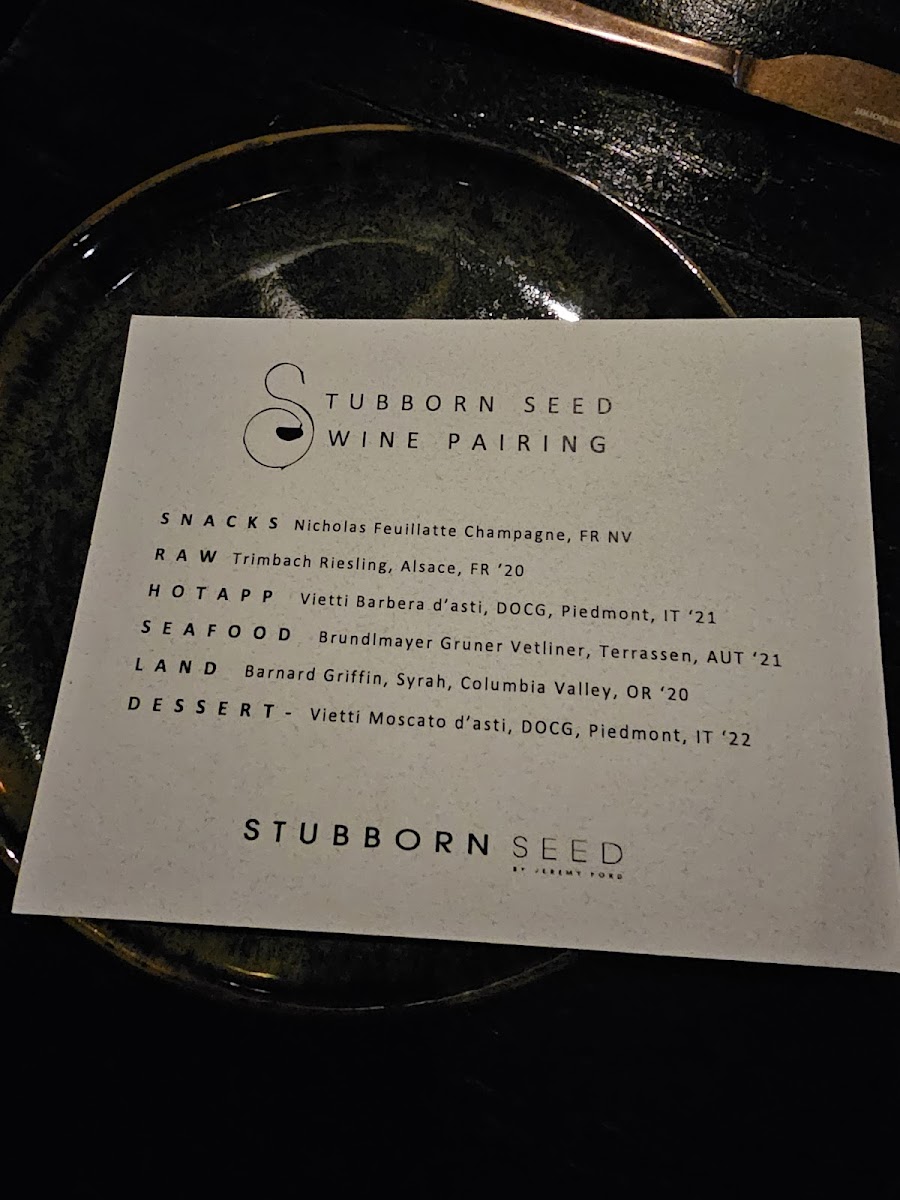 STUBBORN SEED
WINE PAIRING
SNACKS Nicholas Feuillatte Champagne, FR NV
RAW Trimbach Riesling, Alsace, FR ‘20
HOTAPP Vietti Barbera d’asti, DOCG, Piedmont, IT ‘21
SEAFOOD Brundlmayer Gruner Vetliner, Terrassen, AUT ‘21
LAND Barnard Griffin, Syrah, Columbia Valley, OR ‘20
DESSERT- Vietti Moscato d’asti, DOCG, Piedmont, IT ‘22
STUBBORN SEED
BY JEREMY FORD